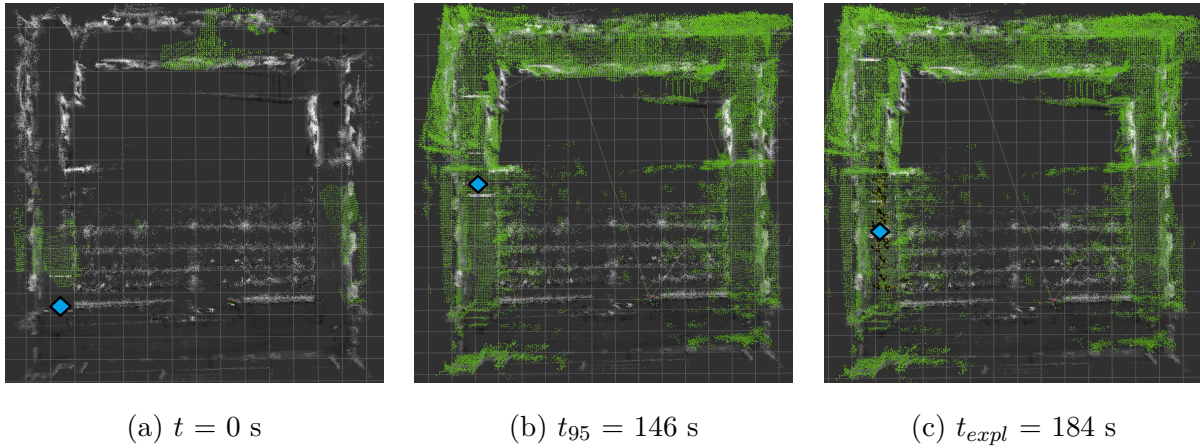 (a) t = 0 s
(b) t₉₅ = 146 s
(c) tₑₓₚₗ = 184 s